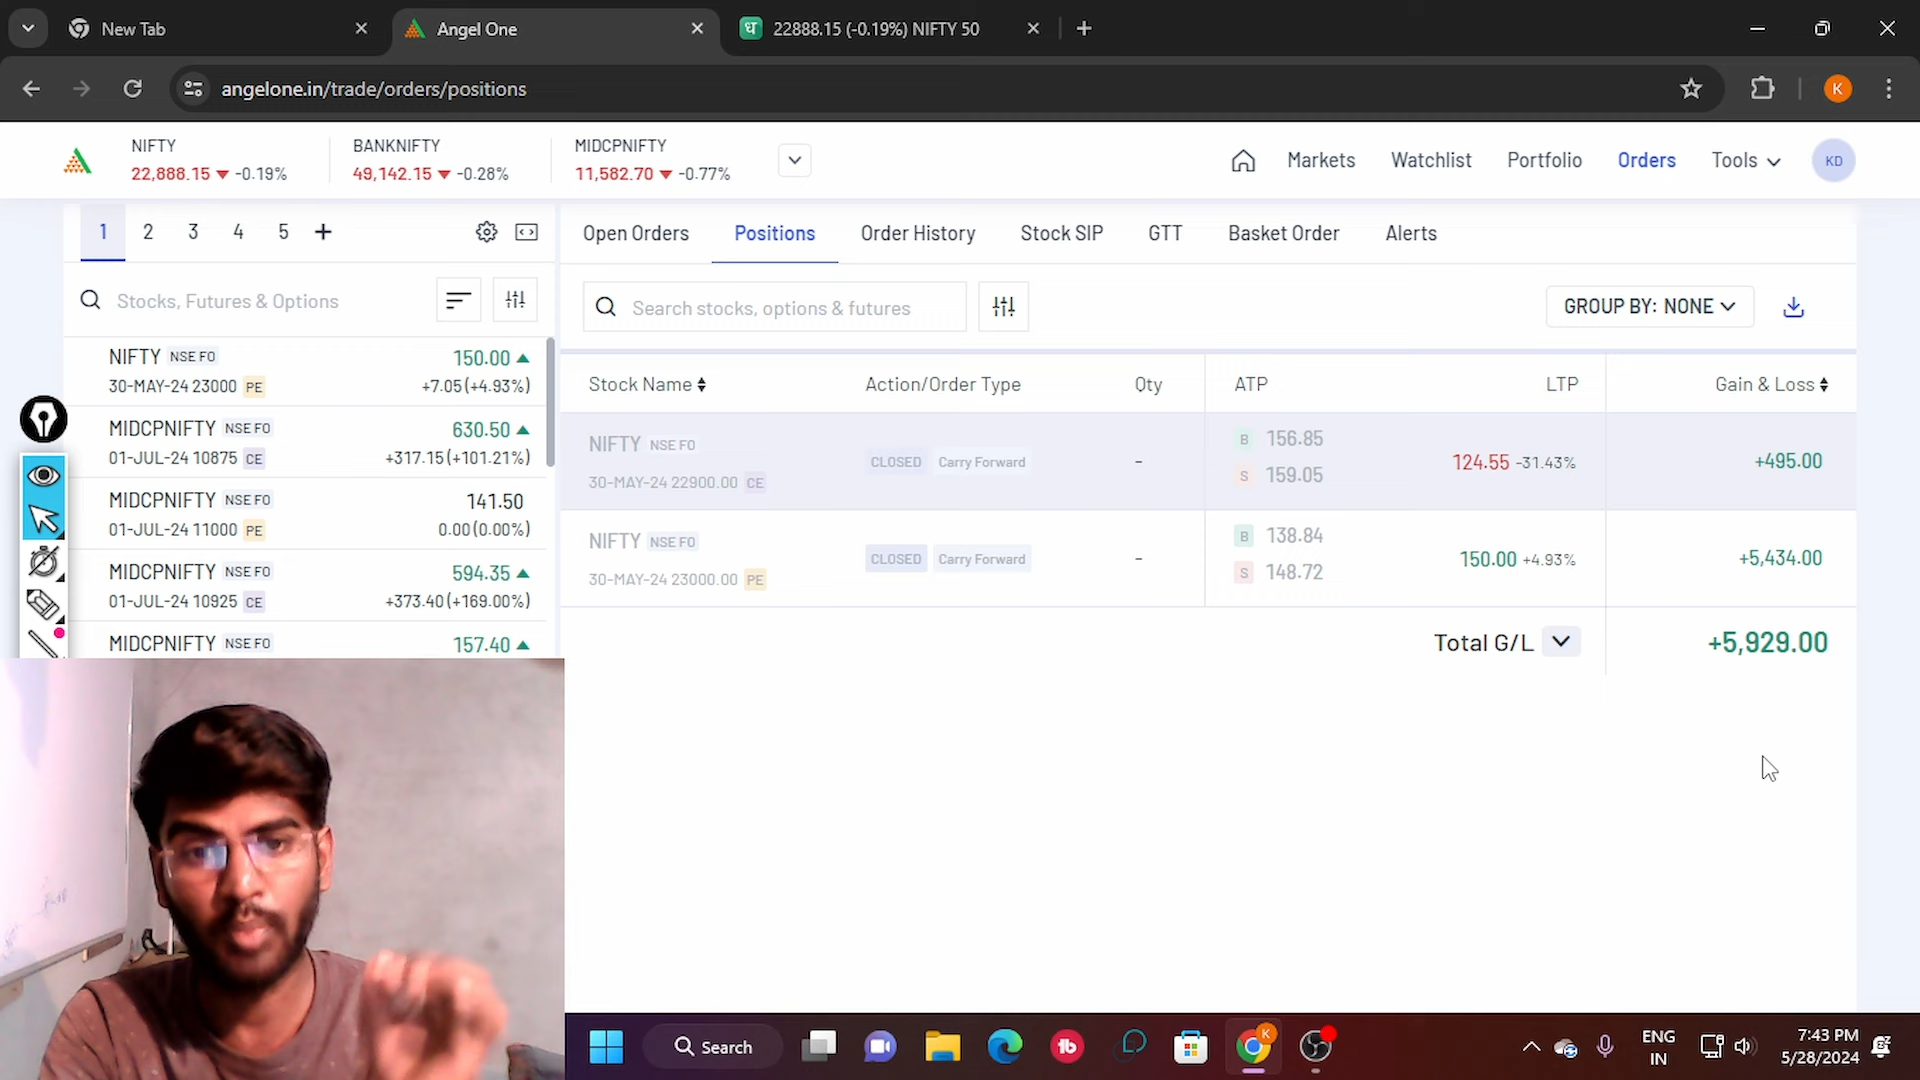 New Tab
Angel One
ध 22888.15 (-0.19%) NIFTY 50
angelone.in/trade/orders/positions
K
NIFTY
22,888.15 ▼ -0.19%
BANKNIFTY
49,142.15 ▼ -0.28%
MIDCPNIFTY
11,582.70 ▼ -0.77%
Markets Watchlist Portfolio Orders Tools KD
1 2 3 4 5 +
Open Orders Positions Order History Stock SIP GTT Basket Order Alerts
Stocks, Futures & Options
Search stocks, options & futures
GROUP BY: NONE
NIFTY NSE FO 150.00 ▲
30-MAY-24 23000 PE +7.05(+4.93%)
MIDCPNIFTY NSE FO 630.50 ▲
01-JUL-24 10875 CE +317.15(+101.21%)
MIDCPNIFTY NSE FO 141.50
01-JUL-24 11000 PE 0.00(0.00%)
MIDCPNIFTY NSE FO 594.35 ▲
01-JUL-24 10925 CE +373.40(+169.00%)
MIDCPNIFTY NSE FO 157.40 ▲
Stock Name Action/Order Type Qty ATP LTP Gain & Loss
NIFTY NSE FO
30-MAY-24 22900.00 CE
CLOSED Carry Forward
-
B 156.85
S 159.05
124.55 -31.43%
+495.00
NIFTY NSE FO
30-MAY-24 23000.00 PE
CLOSED Carry Forward
-
B 138.84
S 148.72
150.00 +4.93%
+5,434.00
Total G/L +5,929.00
Search
tb
K
ENG
IN
7:43 PM
5/28/2024